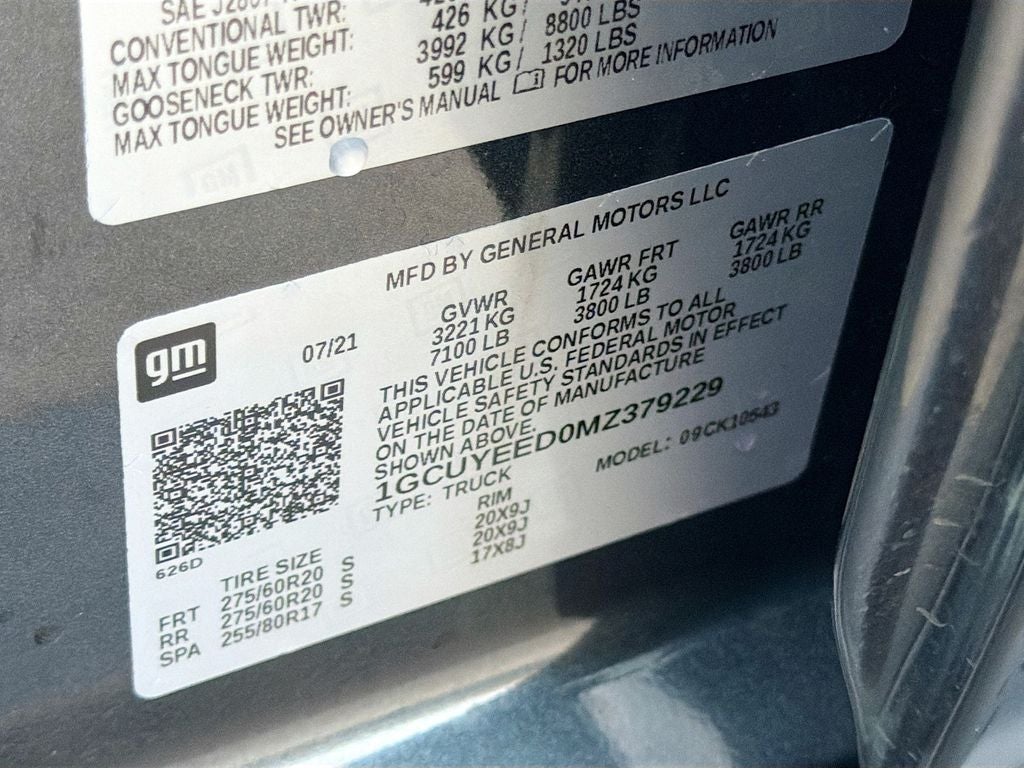 SAE J2807
CONVENTIONAL TWR:
MAX TONGUE WEIGHT: 426 KG/
GOOSENECK TWR: 3992 KG/ 8800 LBS
MAX TONGUE WEIGHT: 599 KG/ 1320 LBS
SEE OWNER'S MANUAL FOR MORE INFORMATION
MFD BY GENERAL MOTORS LLC
gm
07/21
GVWR GAWR FRT GAWR RR
3221 KG 1724 KG 1724 KG
7100 LB 3800 LB 3800 LB
THIS VEHICLE CONFORMS TO ALL
APPLICABLE U.S. FEDERAL MOTOR
VEHICLE SAFETY STANDARDS IN EFFECT
ON THE DATE OF MANUFACTURE
SHOWN ABOVE.
1GCUYEED0MZ379229
TYPE: TRUCK MODEL: 09CK10543
626D
TIRE SIZE RIM
FRT 275/60R20 S 20X9J
RR 275/60R20 S 20X9J
SPA 255/80R17 S 17X8J